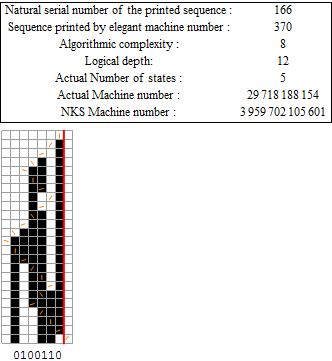 Natural serial number of the printed sequence : 166
Sequence printed by elegant machine number : 370
Algorithmic complexity : 8
Logical depth: 12
Actual Number of states : 5
Actual Machine number : 29 718 188 154
NKS Machine number : 3 959 702 105 601
0100110